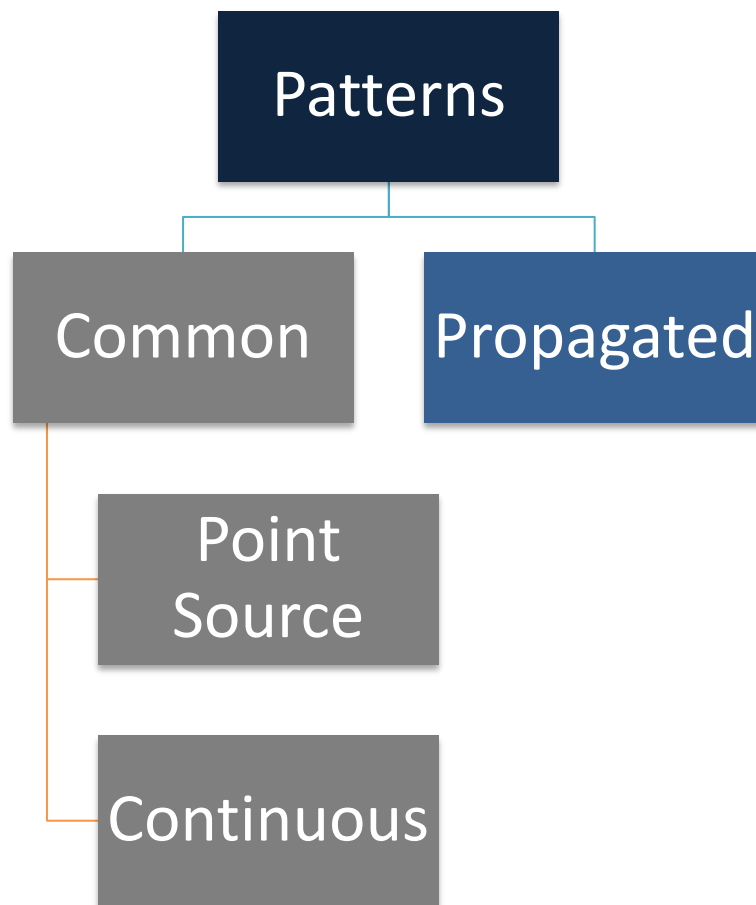 Patterns
Common
Propagated
Point
Source
Continuous